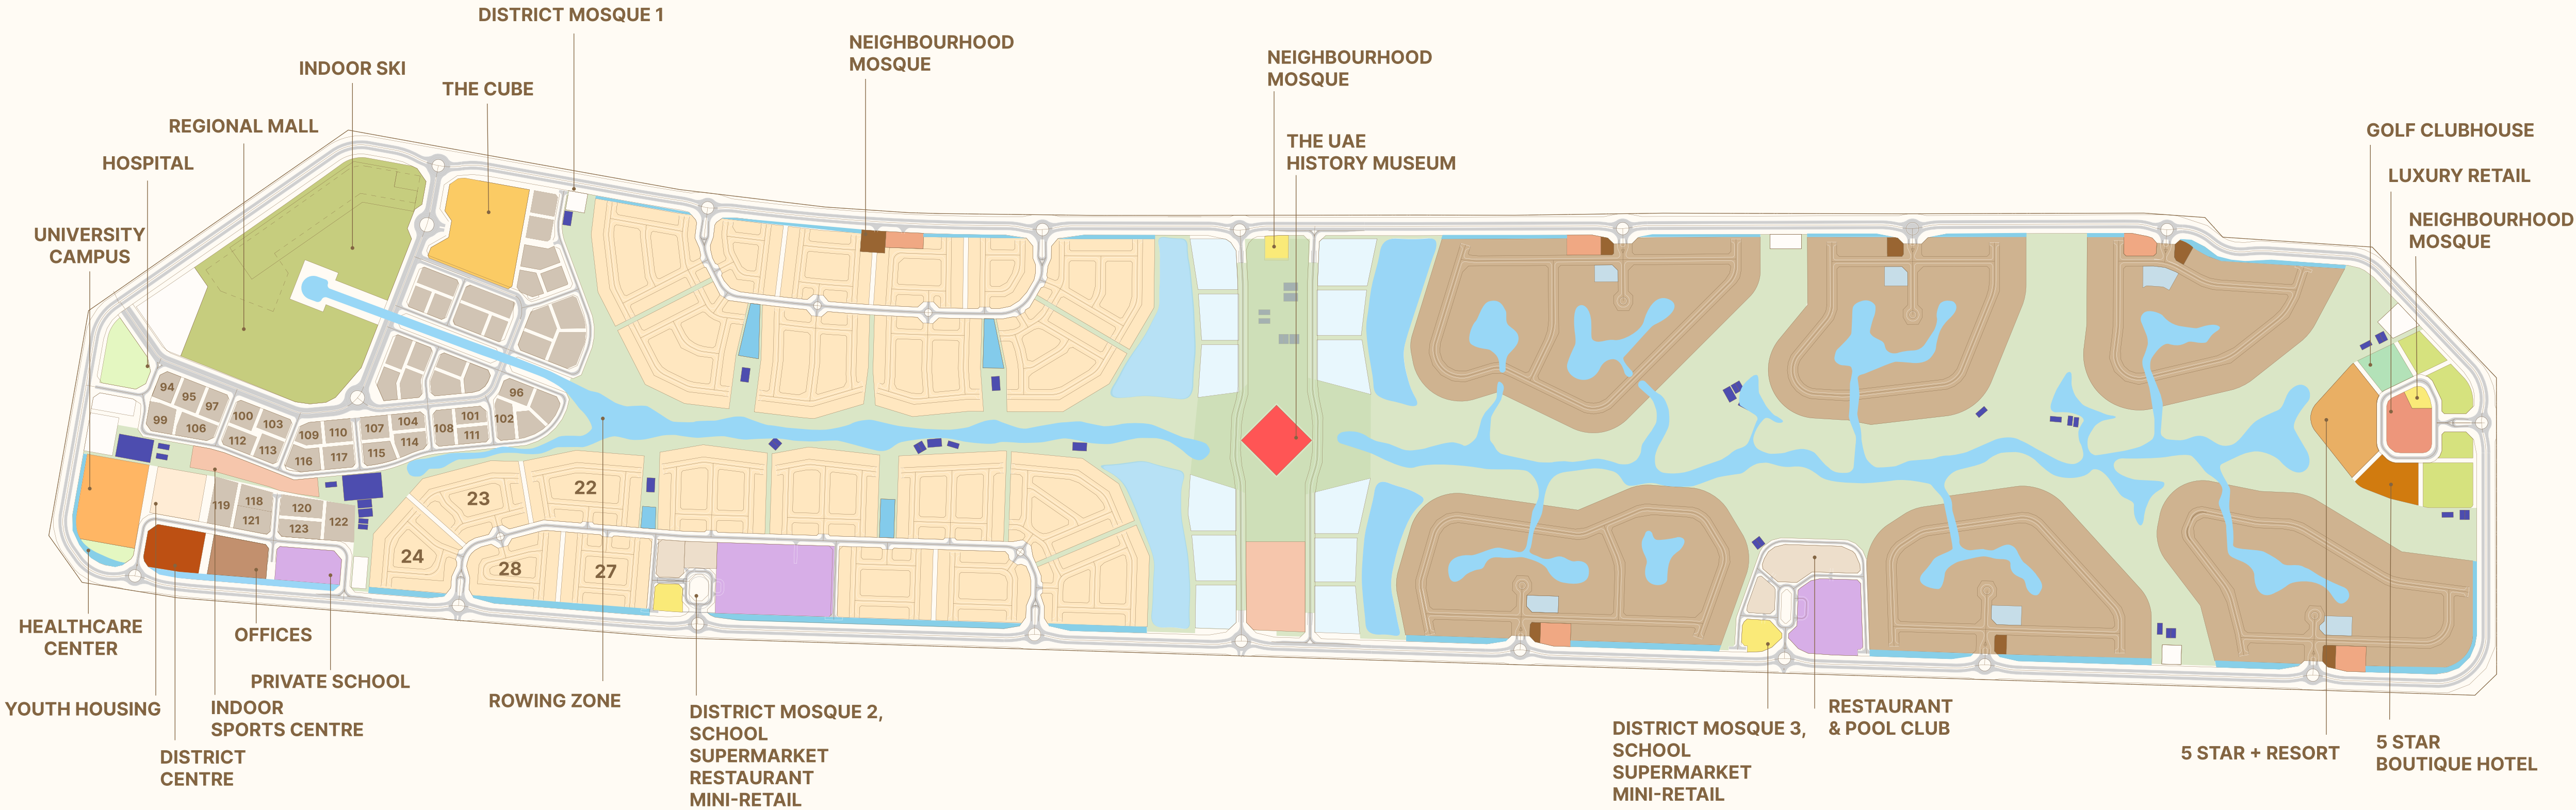 DISTRICT MOSQUE 1
NEIGHBOURHOOD
MOSQUE
NEIGHBOURHOOD
MOSQUE
INDOOR SKI
THE CUBE
REGIONAL MALL
HOSPITAL
THE UAE
HISTORY MUSEUM
GOLF CLUBHOUSE
LUXURY RETAIL
NEIGHBOURHOOD
MOSQUE
UNIVERSITY
CAMPUS
94
95
97
99
106
100
103
112
113
109
110
116
117
107
104
114
115
108
101
111
102
96
119
118
121
120
123
122
23
22
24
28
27
HEALTHCARE
CENTER
OFFICES
PRIVATE SCHOOL
YOUTH HOUSING
INDOOR
SPORTS CENTRE
DISTRICT
CENTRE
ROWING ZONE
DISTRICT MOSQUE 2,
SCHOOL
SUPERMARKET
RESTAURANT
MINI-RETAIL
DISTRICT MOSQUE 3,
SCHOOL
SUPERMARKET
MINI-RETAIL
RESTAURANT
& POOL CLUB
5 STAR + RESORT
5 STAR
BOUTIQUE HOTEL